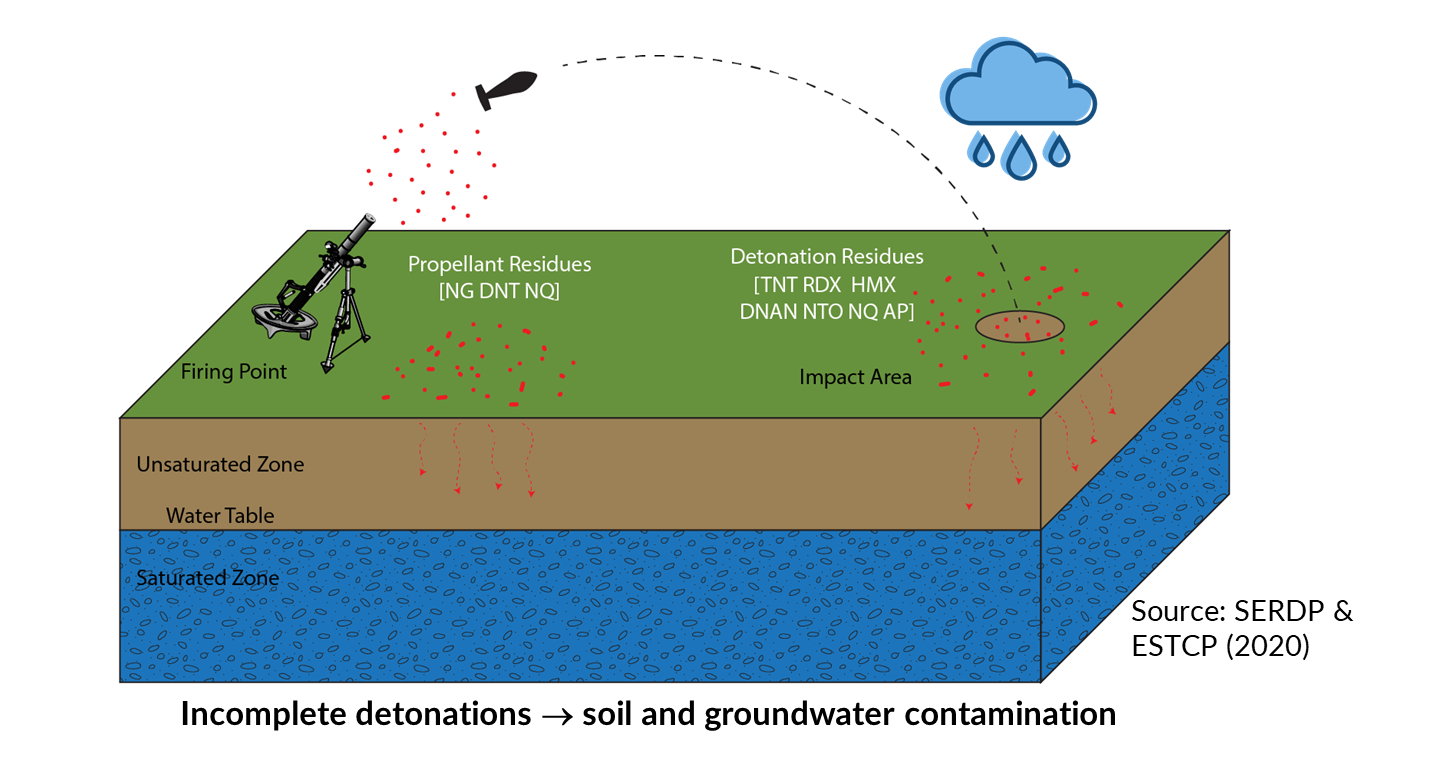 Propellant Residues
[NG DNT NQ]
Detonation Residues
[TNT RDX HMX
DNAN NTO NQ AP]
Firing Point
Impact Area
Unsaturated Zone
Water Table
Saturated Zone
Source: SERDP &
ESTCP (2020)
Incomplete detonations → soil and groundwater contamination